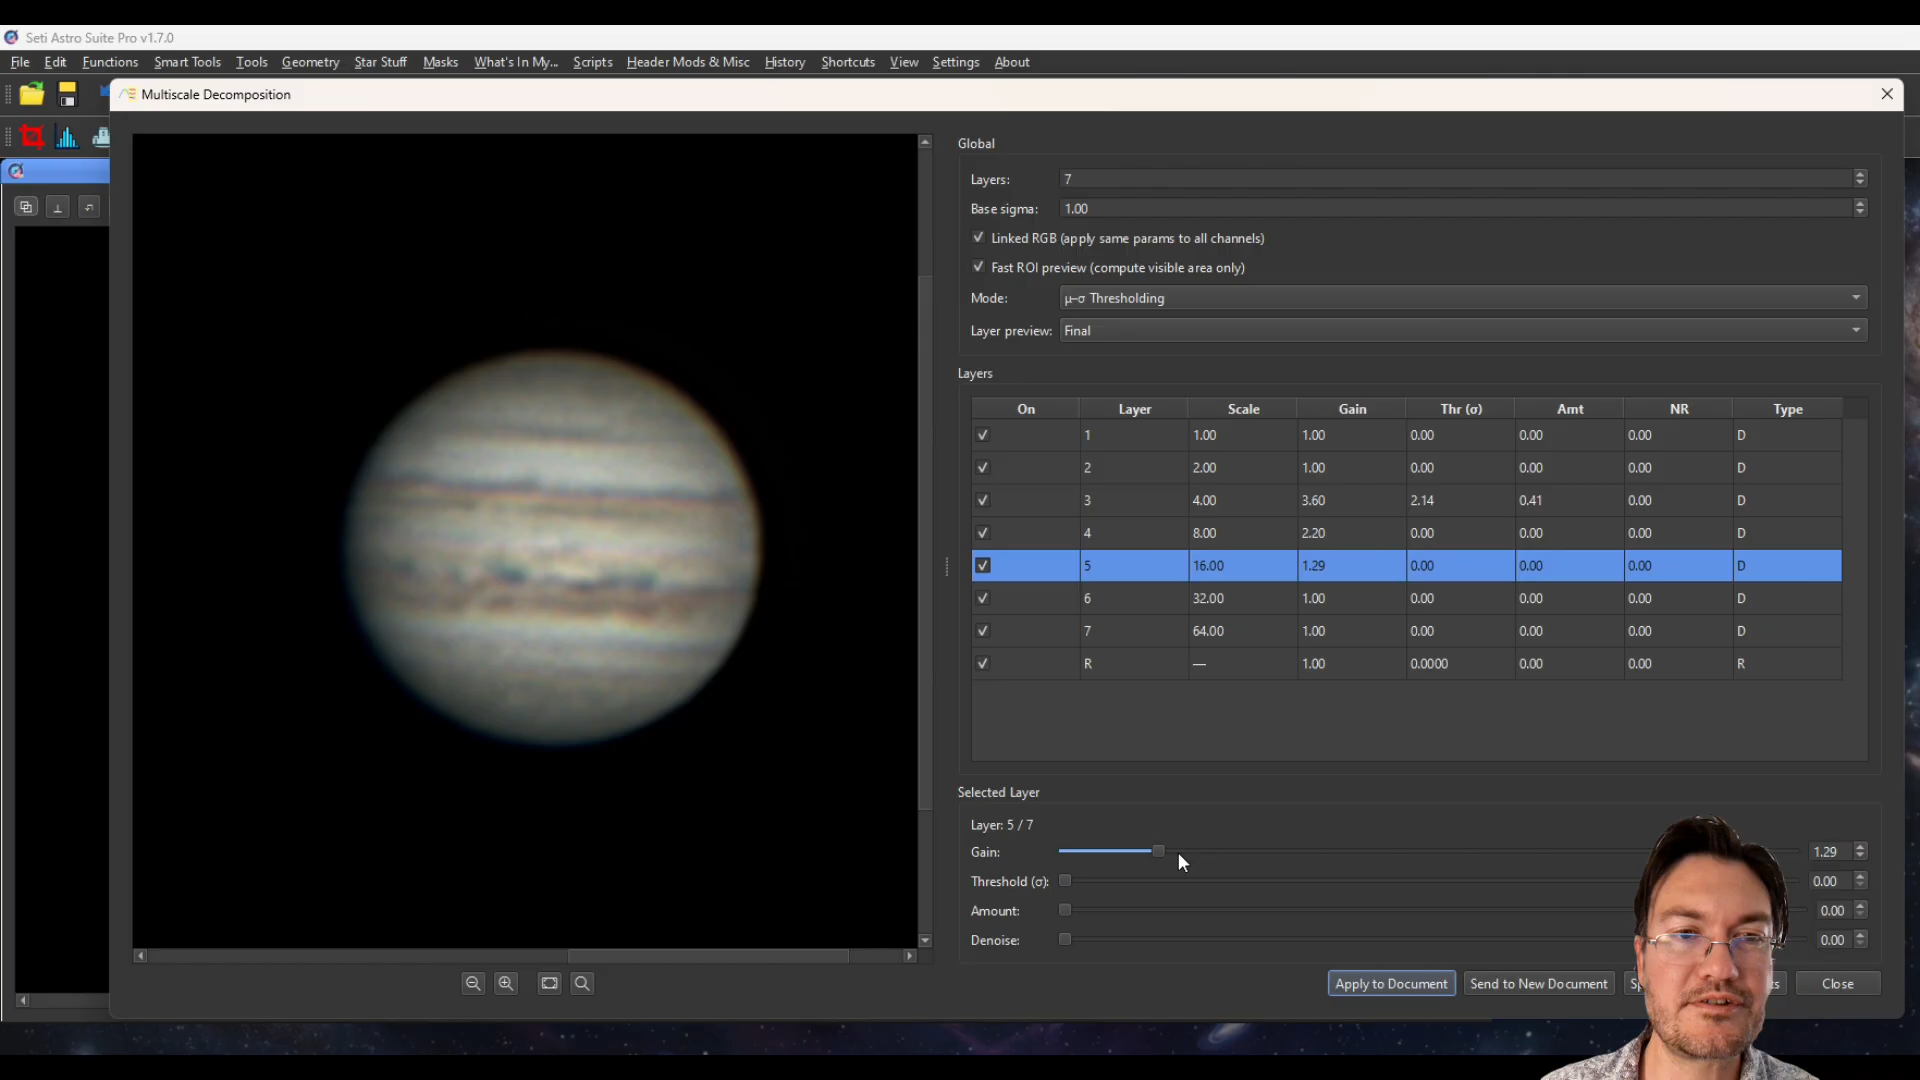 Seti Astro Suite Pro v1.7.0
File Edit Functions Smart Tools Tools Geometry Star Stuff Masks What's In My... Scripts Header Mods & Misc History Shortcuts View Settings About
Multiscale Decomposition
Global
Layers: 7
Base sigma: 1.00
Linked RGB (apply same params to all channels)
Fast ROI preview (compute visible area only)
Mode: μ–σ Thresholding
Layer preview: Final
Layers
On Layer Scale Gain Thr (σ) Amt NR Type
1 1.00 1.00 0.00 0.00 0.00 D
2 2.00 1.00 0.00 0.00 0.00 D
3 4.00 3.60 2.14 0.41 0.00 D
4 8.00 2.20 0.00 0.00 0.00 D
5 16.00 1.29 0.00 0.00 0.00 D
6 32.00 1.00 0.00 0.00 0.00 D
7 64.00 1.00 0.00 0.00 0.00 D
R — 1.00 0.0000 0.00 0.00 R
Selected Layer
Layer: 5 / 7
Gain: 1.29
Threshold (σ): 0.00
Amount: 0.00
Denoise: 0.00
Apply to Document Send to New Document Close